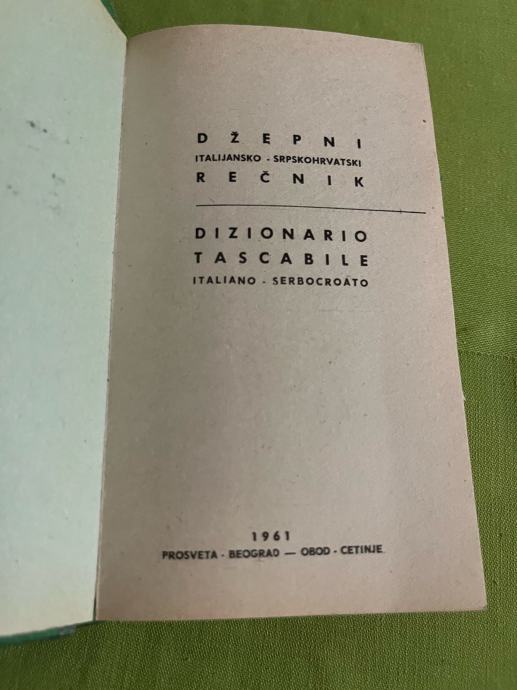 DŽEPNI
ITALIJANSKO - SRPSKOHRVATSKI
REČNIK
DIZIONARIO
TASCABILE
ITALIANO - SERBOCROATO
1961
PROSVETA - BEOGRAD — OBOD - CETINJE